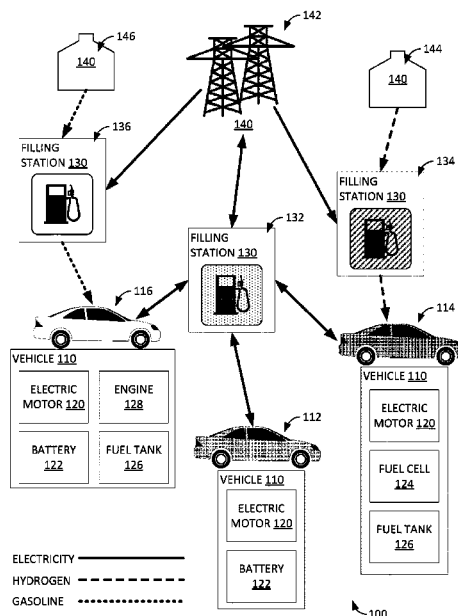 142
146
144
140
140
136
140
134
FILLING
STATION 130
132
FILLING
STATION 130
FILLING
STATION 130
116
114
VEHICLE 110
VEHICLE 110
ELECTRIC
MOTOR 120
ENGINE
128
112
ELECTRIC
MOTOR 120
BATTERY
122
FUEL TANK
126
VEHICLE 110
FUEL CELL
124
ELECTRIC
MOTOR 120
FUEL TANK
126
BATTERY
122
ELECTRICITY
HYDROGEN
GASOLINE
100